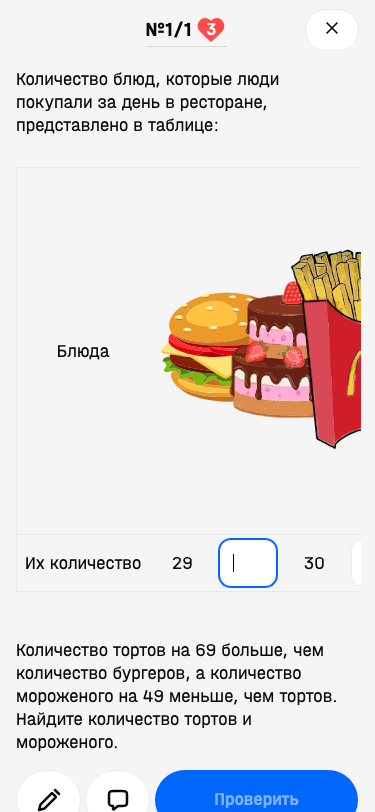 №1/1 3
Количество блюд, которые люди
покупали за день в ресторане,
представлено в таблице:
Блюда
Их количество 29 30
Количество тортов на 69 больше, чем
количество бургеров, а количество
мороженого на 49 меньше, чем тортов.
Найдите количество тортов и
мороженого.
Проверить